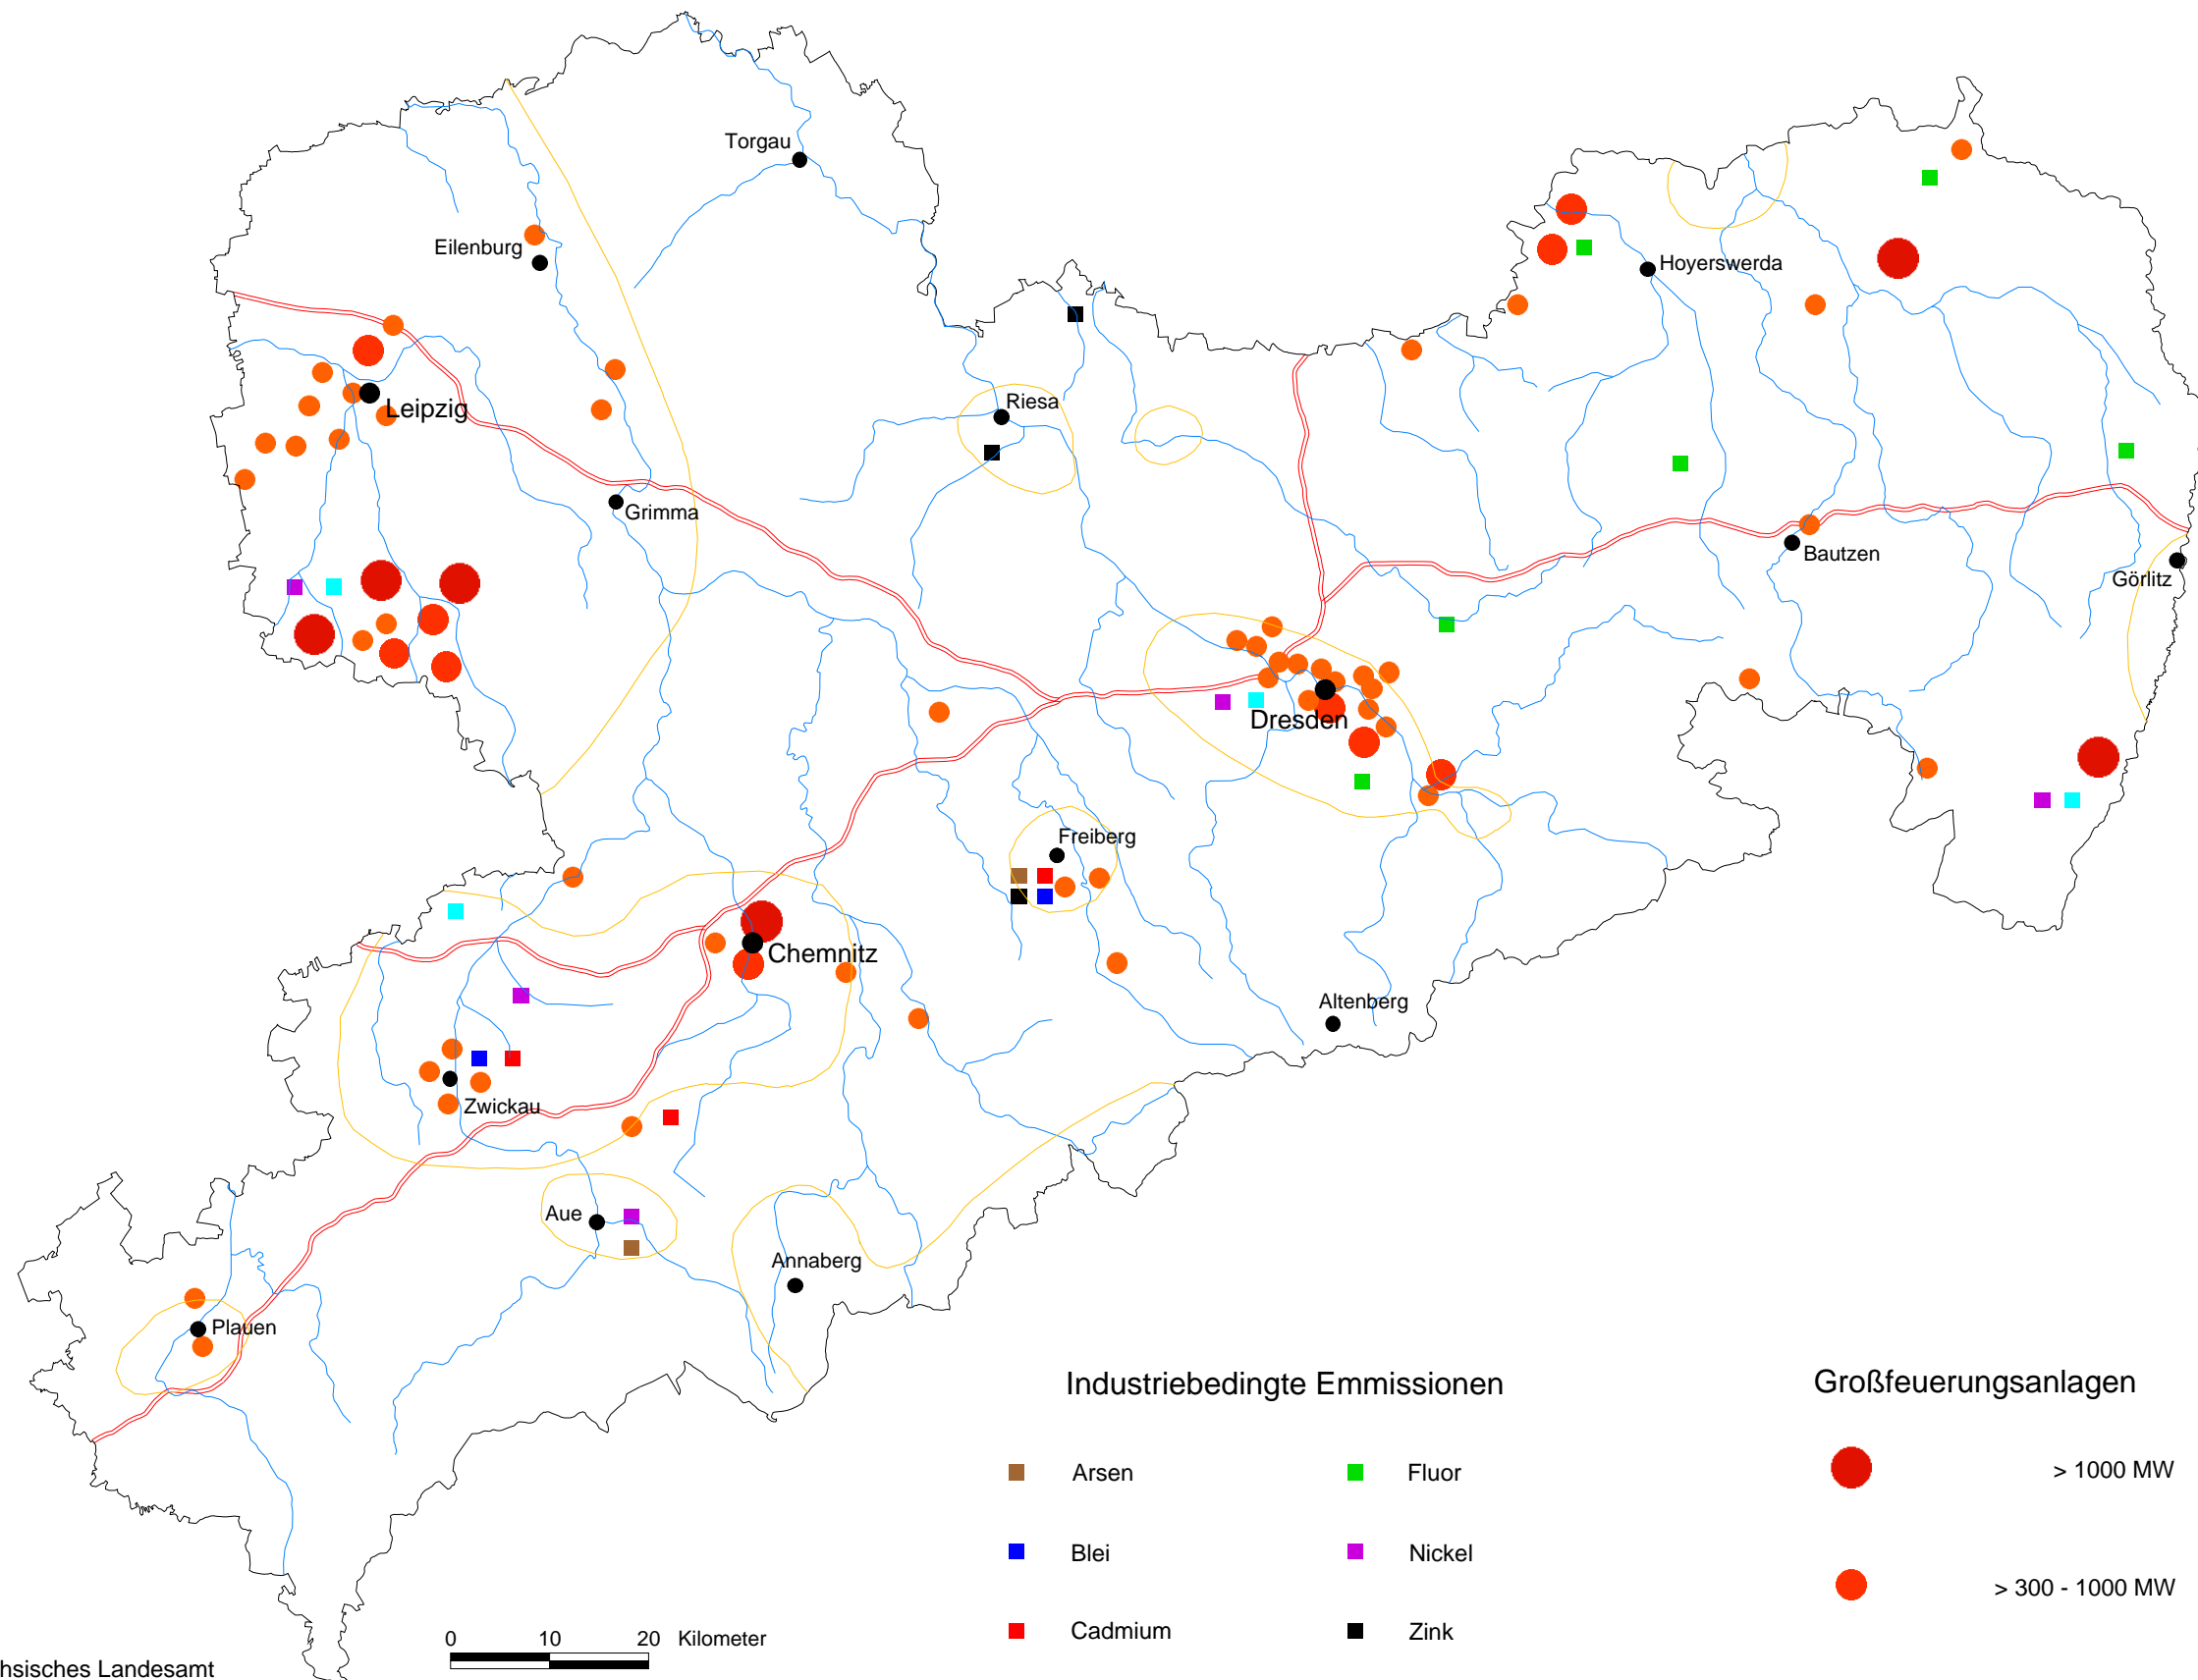 Torgau
Eilenburg
Hoyerswerda
Leipzig
Riesa
Grimma
Bautzen
Görlitz
Dresden
Freiberg
Chemnitz
Altenberg
Zwickau
Aue
Annaberg
Plauen
Industriebedingte Emmissionen
Großfeuerungsanlagen
Arsen
Fluor
> 1000 MW
Blei
Nickel
> 300 - 1000 MW
Cadmium
Zink
0 10 20 Kilometer
hsisches Landesamt